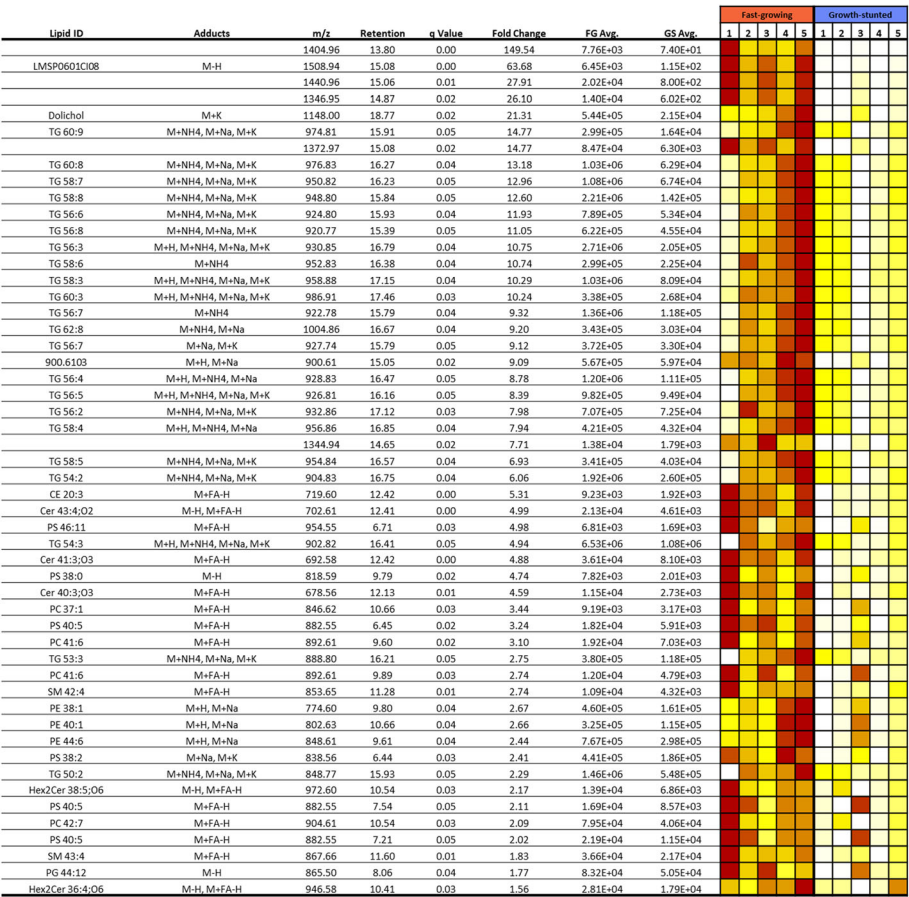 Fast-growing Growth-stunted
Lipid ID Adducts m/z Retention q Value Fold Change FG Avg. GS Avg. 1 2 3 4 5 1 2 3 4 5
1404.96 13.80 0.00 149.54 7.76E+03 7.40E+01
LMSP0601CI08 M-H 1508.94 15.08 0.00 63.68 6.45E+03 1.15E+02
1440.96 15.06 0.01 27.91 2.02E+04 8.00E+02
1346.95 14.87 0.02 26.10 1.40E+04 6.02E+02
Dolichol M+K 1148.00 18.77 0.02 21.31 5.44E+05 2.15E+04
TG 60:9 M+NH4, M+Na, M+K 974.81 15.91 0.05 14.77 2.99E+05 1.64E+04
1372.97 15.08 0.02 14.77 8.47E+04 6.30E+03
TG 60:8 M+NH4, M+Na, M+K 976.83 16.27 0.04 13.18 1.03E+06 6.29E+04
TG 58:7 M+NH4, M+Na, M+K 950.82 16.23 0.05 12.96 1.08E+06 6.74E+04
TG 58:8 M+NH4, M+Na, M+K 948.80 15.84 0.05 12.60 2.21E+06 1.42E+05
TG 56:6 M+NH4, M+Na, M+K 924.80 15.93 0.04 11.93 7.89E+05 5.34E+04
TG 56:8 M+NH4, M+Na, M+K 920.77 15.39 0.05 11.05 6.22E+05 4.55E+04
TG 56:3 M+H, M+NH4, M+Na, M+K 930.85 16.79 0.04 10.75 2.71E+06 2.05E+05
TG 58:6 M+NH4 952.83 16.38 0.04 10.74 2.99E+05 2.25E+04
TG 58:3 M+H, M+NH4, M+Na, M+K 958.88 17.15 0.04 10.29 1.03E+06 8.09E+04
TG 60:3 M+H, M+NH4, M+Na, M+K 986.91 17.46 0.03 10.24 3.38E+05 2.68E+04
TG 56:7 M+NH4 922.78 15.79 0.04 9.32 1.36E+06 1.18E+05
TG 62:8 M+NH4, M+Na 1004.86 16.67 0.04 9.20 3.43E+05 3.03E+04
TG 56:7 M+Na, M+K 927.74 15.79 0.05 9.12 3.72E+05 3.30E+04
900.6103 M+H, M+Na 900.61 15.05 0.02 9.09 5.67E+05 5.97E+04
TG 56:4 M+H, M+NH4, M+Na 928.83 16.47 0.05 8.78 1.20E+06 1.11E+05
TG 56:5 M+H, M+NH4, M+Na, M+K 926.81 16.16 0.05 8.39 9.82E+05 9.49E+04
TG 56:2 M+NH4, M+Na, M+K 932.86 17.12 0.03 7.98 7.07E+05 7.25E+04
TG 58:4 M+H, M+NH4, M+Na 956.86 16.85 0.04 7.94 4.21E+05 4.32E+04
1344.94 14.65 0.02 7.71 1.38E+04 1.79E+03
TG 58:5 M+NH4, M+Na, M+K 954.84 16.57 0.04 6.93 3.41E+05 4.03E+04
TG 54:2 M+NH4, M+Na, M+K 904.83 16.75 0.04 6.06 1.92E+06 2.60E+05
CE 20:3 M+FA-H 719.60 12.42 0.00 5.31 9.23E+03 1.92E+03
Cer 43:4;O2 M-H, M+FA-H 702.61 12.41 0.00 4.99 2.13E+04 4.61E+03
PS 46:11 M+FA-H 954.55 6.71 0.03 4.98 6.81E+03 1.69E+03
TG 54:3 M+H, M+NH4, M+Na, M+K 902.82 16.41 0.05 4.94 6.53E+06 1.08E+06
Cer 41:3;O3 M+FA-H 692.58 12.42 0.00 4.88 3.61E+04 8.10E+03
PS 38:0 M-H 818.59 9.79 0.02 4.74 7.82E+03 2.01E+03
Cer 40:3;O3 M+FA-H 678.56 12.13 0.01 4.59 1.15E+04 2.73E+03
PC 37:1 M+FA-H 846.62 10.66 0.03 3.44 9.19E+03 3.17E+03
PS 40:5 M+FA-H 882.55 6.45 0.02 3.24 1.82E+04 5.91E+03
PC 41:6 M+FA-H 892.61 9.60 0.02 3.10 1.92E+04 7.03E+03
TG 53:3 M+NH4, M+Na, M+K 888.80 16.21 0.05 2.75 3.80E+05 1.18E+05
PC 41:6 M+FA-H 892.61 9.89 0.03 2.74 1.20E+04 4.79E+03
SM 42:4 M+FA-H 853.65 11.28 0.01 2.74 1.09E+04 4.32E+03
PE 38:1 M+H, M+Na 774.60 9.80 0.04 2.67 4.60E+05 1.61E+05
PE 40:1 M+H, M+Na 802.63 10.66 0.04 2.66 3.25E+05 1.15E+05
PE 44:6 M+H, M+Na 848.61 9.61 0.04 2.44 7.67E+05 2.98E+05
PS 38:2 M+Na, M+K 838.56 6.44 0.03 2.41 4.41E+05 1.86E+05
TG 50:2 M+NH4, M+Na, M+K 848.77 15.93 0.05 2.29 1.46E+06 5.48E+05
Hex2Cer 38:5;O6 M-H, M+FA-H 972.60 10.54 0.03 2.17 1.39E+04 6.86E+03
PS 40:5 M+FA-H 882.55 7.54 0.05 2.11 1.69E+04 8.57E+03
PC 42:7 M+FA-H 904.61 10.54 0.03 2.09 7.95E+04 4.06E+04
PS 40:5 M+FA-H 882.55 7.21 0.05 2.02 2.19E+04 1.15E+04
SM 43:4 M+FA-H 867.66 11.60 0.01 1.83 3.66E+04 2.17E+04
PG 44:12 M-H 865.50 8.06 0.04 1.77 8.32E+04 5.05E+04
Hex2Cer 36:4;O6 M-H, M+FA-H 946.58 10.41 0.03 1.56 2.81E+04 1.79E+04